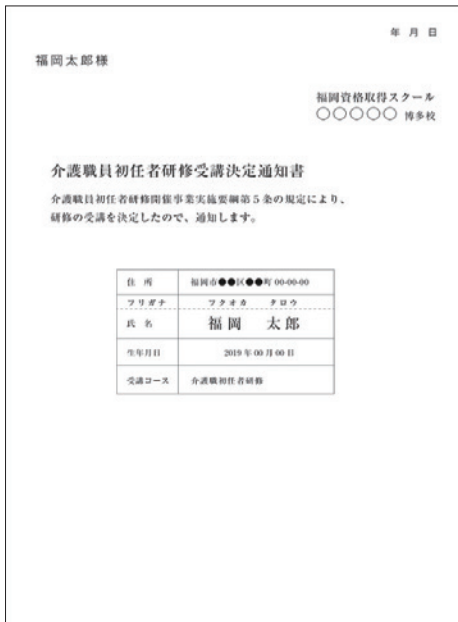 年 月 日
福岡太郎様
福岡資格取得スクール
〇〇〇〇〇 博多校
介護職員初任者研修受講決定通知書
介護職員初任者研修開催事業実施要綱第5条の規定により、
研修の受講を決定したので、通知します。
住 所 福岡市●●区●●町 00-00-00
フリガナ フクオカ タロウ
氏 名 福岡 太郎
生年月日 2019 年 00 月 00 日
受講コース 介護職初任者研修